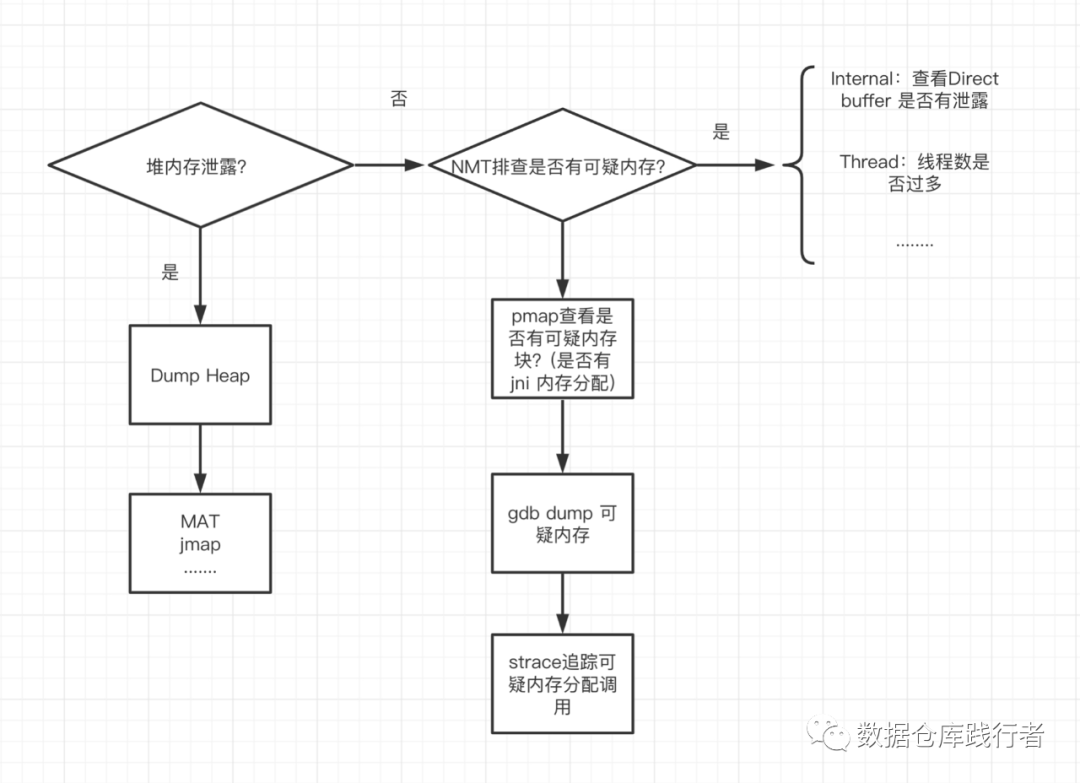 堆内存泄露？
否
NMT排查是否有可疑内存？
是
Internal：查看Direct
buffer 是否有泄露
Thread：线程数是
否过多
........
是
Dump Heap
MAT
jmap
.......
pmap查看是
否有可疑内存
块？(是否有
jni 内存分配)
gdb dump 可
疑内存
strace追踪可
疑内存分配调
用
数据仓库践行者